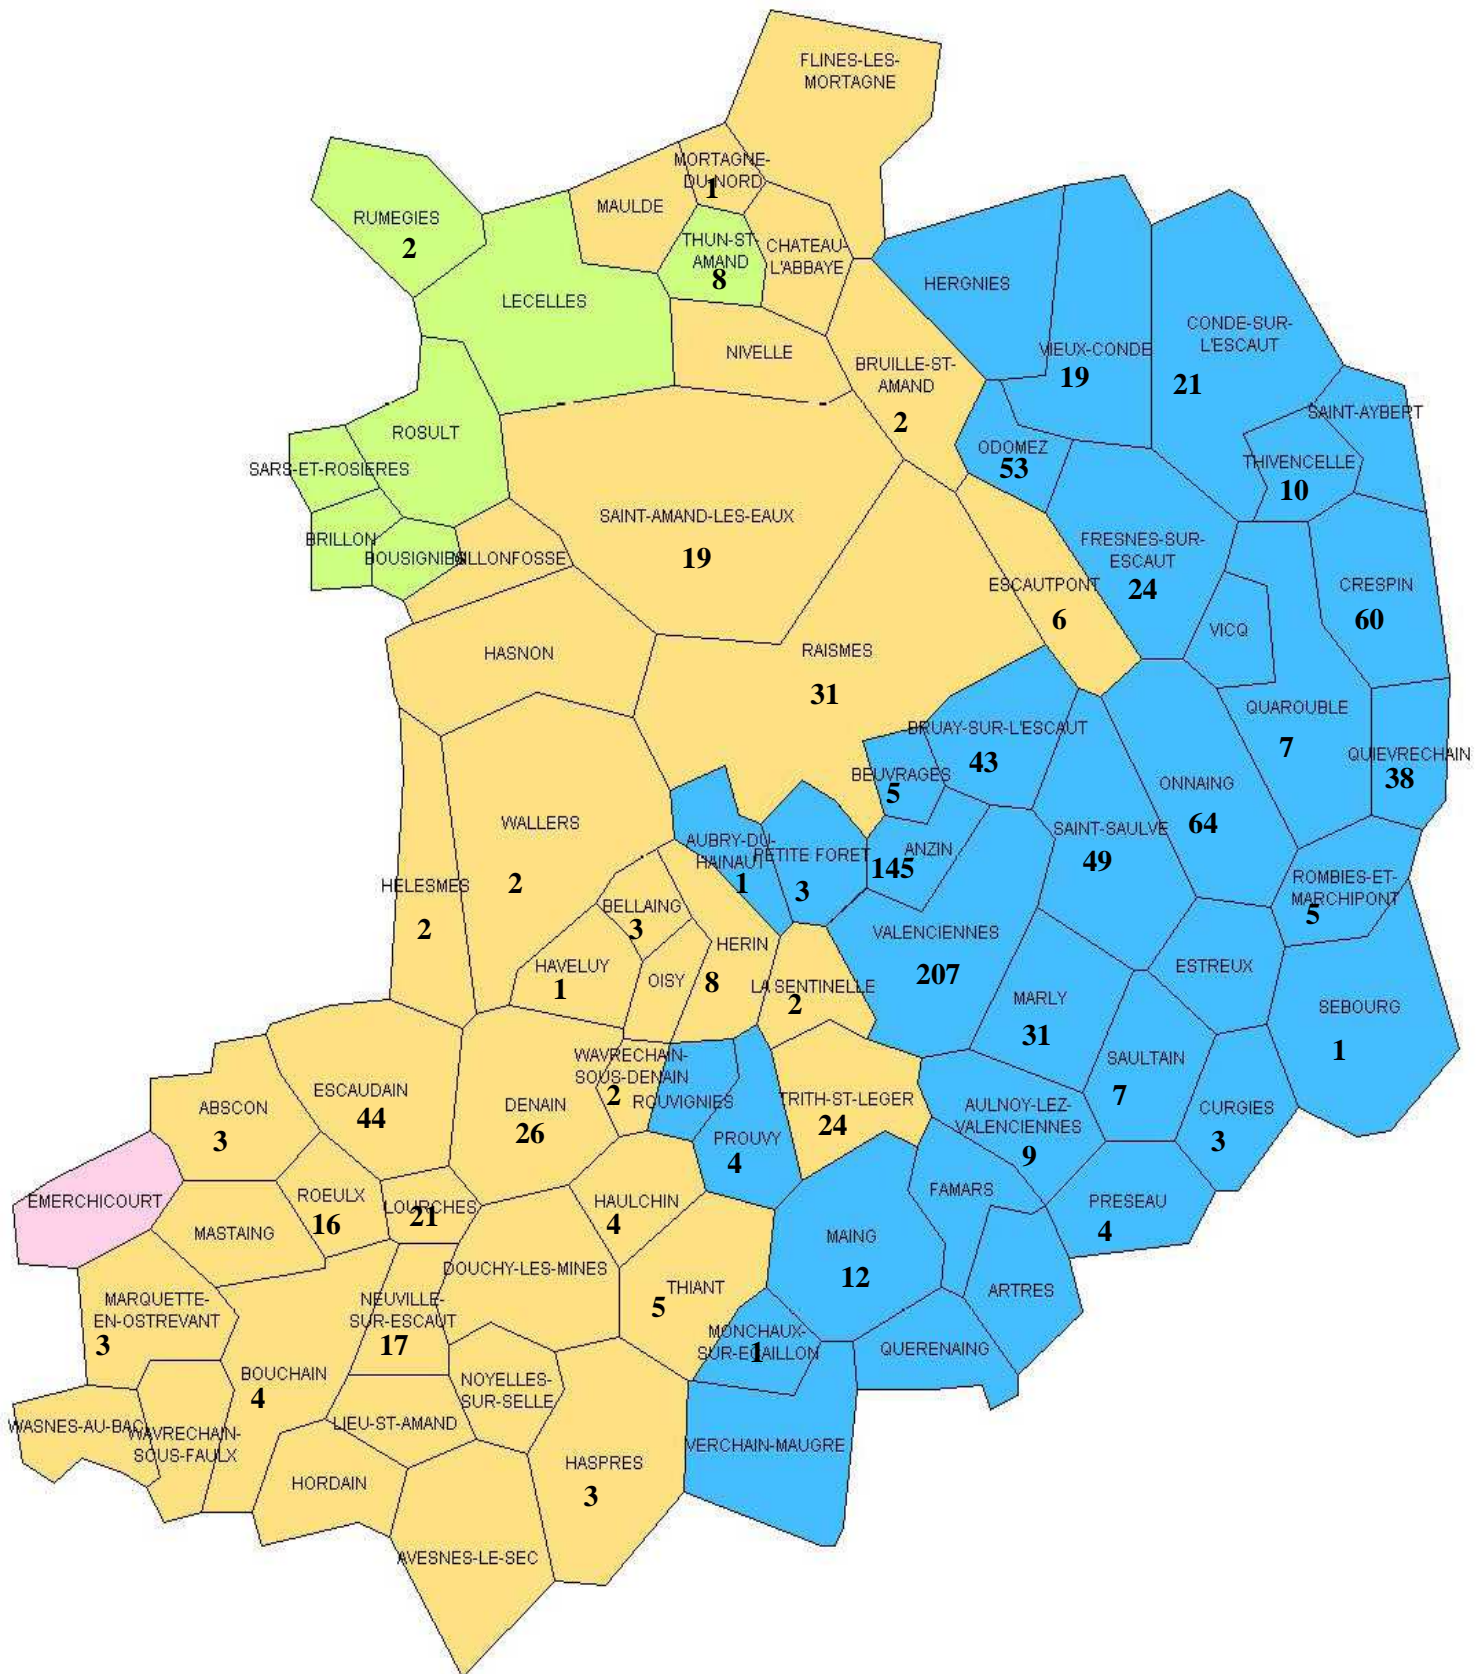 FLINES-LES-
MORTAGNE
MORTAGNE-
DU-NORD
1
MAULDE
RUMEGIES
2
THUN-ST-
AMAND
8
CHATEAU-
L'ABBAYE
LECELLES
HERGNIES
CONDE-SUR-
L'ESCAUT
21
VIEUX-CONDE
19
NIVELLE
BRUILLE-ST-
AMAND
2
SAINT-AYBERT
ROSULT
SARS-ET-ROSIERES
ODOMEZ
53
THIVENCELLE
10
SAINT-AMAND-LES-EAUX
19
BRILLON
BOUSIGNIES
MILLONFOSSE
FRESNES-SUR-
ESCAUT
24
ESCAUTPONT
6
CRESPIN
60
VICQ
HASNON
RAISMES
31
QUAROUBLE
7
BRUAY-SUR-L'ESCAUT
43
QUIEVRECHAIN
38
BEUVRAGES
5
ONNAING
64
WALLERS
2
SAINT-SAULVE
49
AUBRY-DU-
HAINAUT
1
PETITE FORET
3
ANZIN
145
ROMBIES-ET-
MARCHIPONT
5
HELESMES
2
BELLAING
3
VALENCIENNES
207
HERIN
8
HAVELUY
1
OISY
LA SENTINELLE
2
ESTREUX
MARLY
31
SEBOURG
1
WAVRECHAIN-
SOUS-DENAIN
2
SAULTAIN
7
ESCAUDAIN
44
ABSCON
3
DENAIN
26
ROUVIGNIES
TRITH-ST-LEGER
24
AULNOY-LEZ-
VALENCIENNES
9
CURGIES
3
PROUVY
4
EMERCHICOURT
ROEULX
16
LOURCHES
21
HAULCHIN
4
FAMARS
PRESEAU
4
MASTAING
MAING
12
DOUCHY-LES-MINES
THIANT
5
ARTRES
MARQUETTE-
EN-OSTREVANT
3
NEUVILLE-
SUR-ESCAUT
17
MONCHAUX-
SUR-ECAILLON
1
QUERENAING
BOUCHAIN
4
NOYELLES-
SUR-SELLE
WASNES-AU-BAC
WAVRECHAIN-
SOUS-FAULX
LIEU-ST-AMAND
VERCHAIN-MAUGRE
HORDAIN
HASPRES
3
AVESNES-LE-SEC